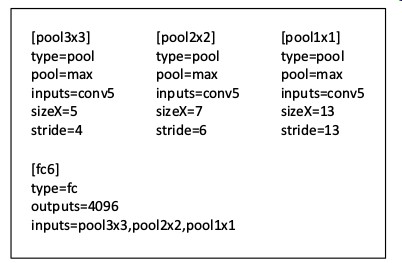 [pool3x3]
type=pool
pool=max
inputs=conv5
sizeX=5
stride=4
[pool2x2]
type=pool
pool=max
inputs=conv5
sizeX=7
stride=6
[pool1x1]
type=pool
pool=max
inputs=conv5
sizeX=13
stride=13
[fc6]
type=fc
outputs=4096
inputs=pool3x3,pool2x2,pool1x1